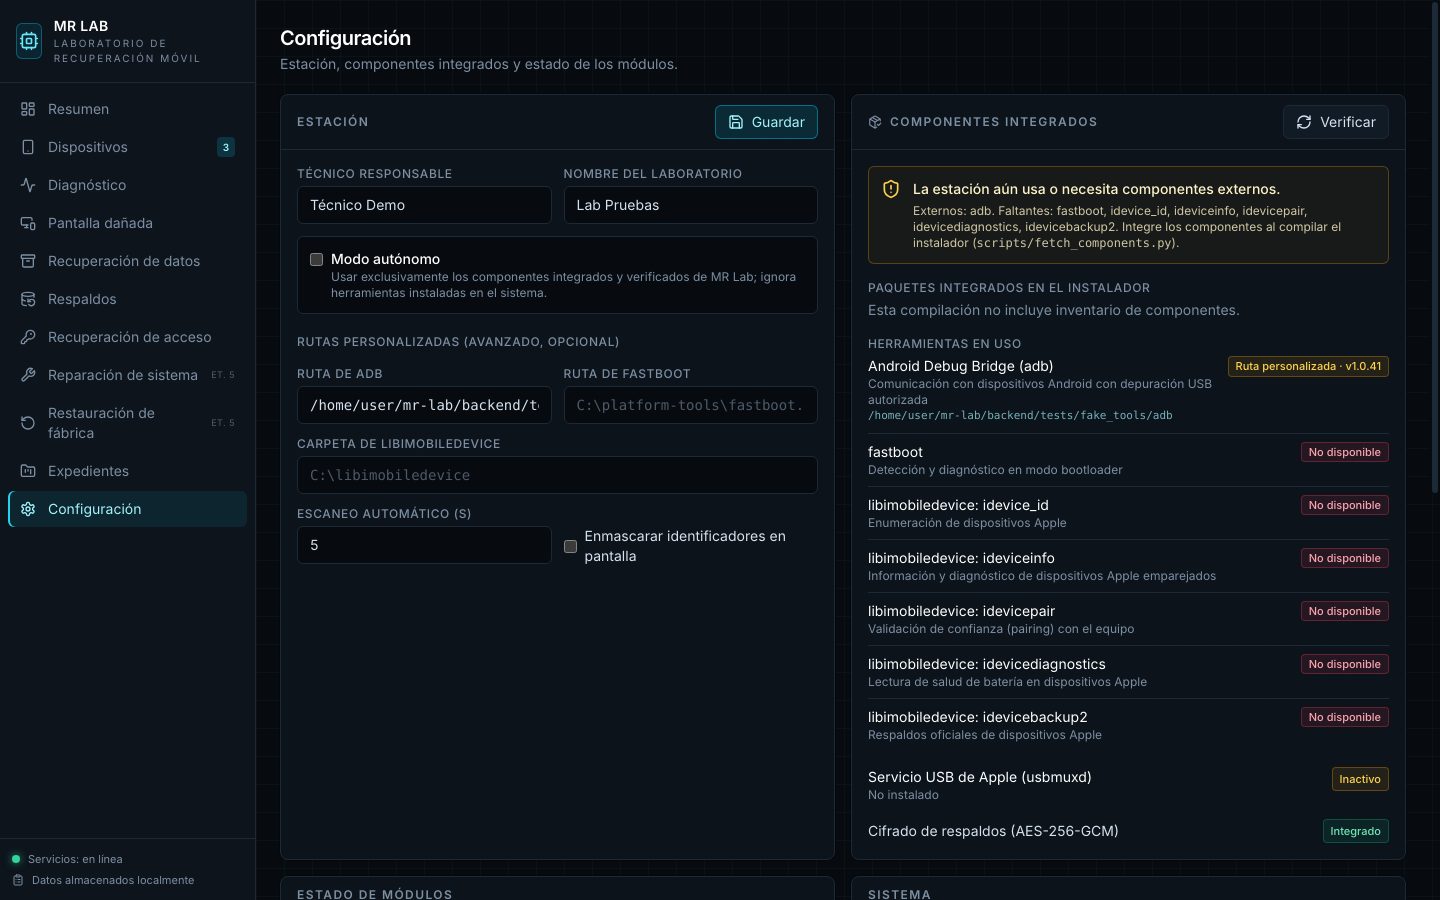 MR LAB
LABORATORIO DE
RECUPERACIÓN MÓVIL
Resumen
Dispositivos
3
Diagnóstico
Pantalla dañada
Recuperación de datos
Respaldos
Recuperación de acceso
Reparación de sistema
ET. 5
Restauración de
fábrica
ET. 5
Expedientes
Configuración
Servicios: en línea
Datos almacenados localmente
Configuración
Estación, componentes integrados y estado de los módulos.
ESTACIÓN
Guardar
TÉCNICO RESPONSABLE
NOMBRE DEL LABORATORIO
Técnico Demo
Lab Pruebas
Modo autónomo
Usar exclusivamente los componentes integrados y verificados de MR Lab; ignora
herramientas instaladas en el sistema.
RUTAS PERSONALIZADAS (AVANZADO, OPCIONAL)
RUTA DE ADB
RUTA DE FASTBOOT
/home/user/mr-lab/backend/t
C:\platform-tools\fastboot.
CARPETA DE LIBIMOBILEDEVICE
C:\libimobiledevice
ESCANEO AUTOMÁTICO (S)
5
Enmascarar identificadores en
pantalla
ESTADO DE MÓDULOS
COMPONENTES INTEGRADOS
Verificar
La estación aún usa o necesita componentes externos.
Externos: adb. Faltantes: fastboot, idevice_id, ideviceinfo, idevicepair,
idevicediagnostics, idevicebackup2. Integre los componentes al compilar el
instalador (scripts/fetch_components.py).
PAQUETES INTEGRADOS EN EL INSTALADOR
Esta compilación no incluye inventario de componentes.
HERRAMIENTAS EN USO
Android Debug Bridge (adb)
Ruta personalizada · v1.0.41
Comunicación con dispositivos Android con depuración USB
autorizada
/home/user/mr-lab/backend/tests/fake_tools/adb
fastboot
No disponible
Detección y diagnóstico en modo bootloader
libimobiledevice: idevice_id
No disponible
Enumeración de dispositivos Apple
libimobiledevice: ideviceinfo
No disponible
Información y diagnóstico de dispositivos Apple emparejados
libimobiledevice: idevicepair
No disponible
Validación de confianza (pairing) con el equipo
libimobiledevice: idevicediagnostics
No disponible
Lectura de salud de batería en dispositivos Apple
libimobiledevice: idevicebackup2
No disponible
Respaldos oficiales de dispositivos Apple
Servicio USB de Apple (usbmuxd)
Inactivo
No instalado
Cifrado de respaldos (AES-256-GCM)
Integrado
SISTEMA